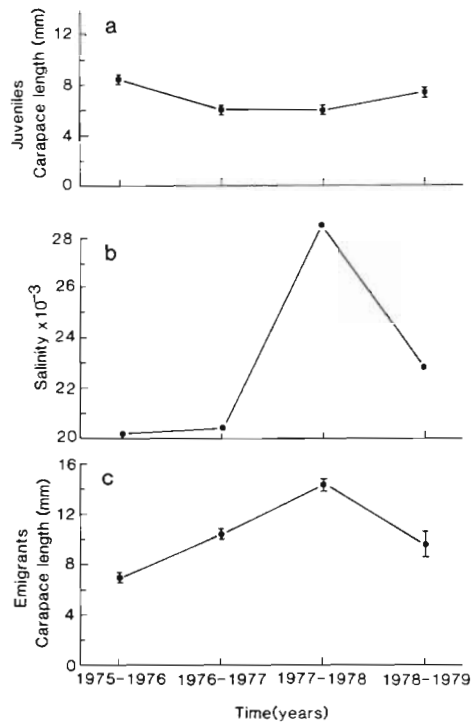 a
Juveniles
Carapace length (mm)
12
8
4
0
b
Salinity x 10⁻³
28
26
24
22
20
c
Emigrants
Carapace length (mm)
16
12
8
4
0
1975-1976 1976-1977 1977-1978 1978-1979
Time(years)